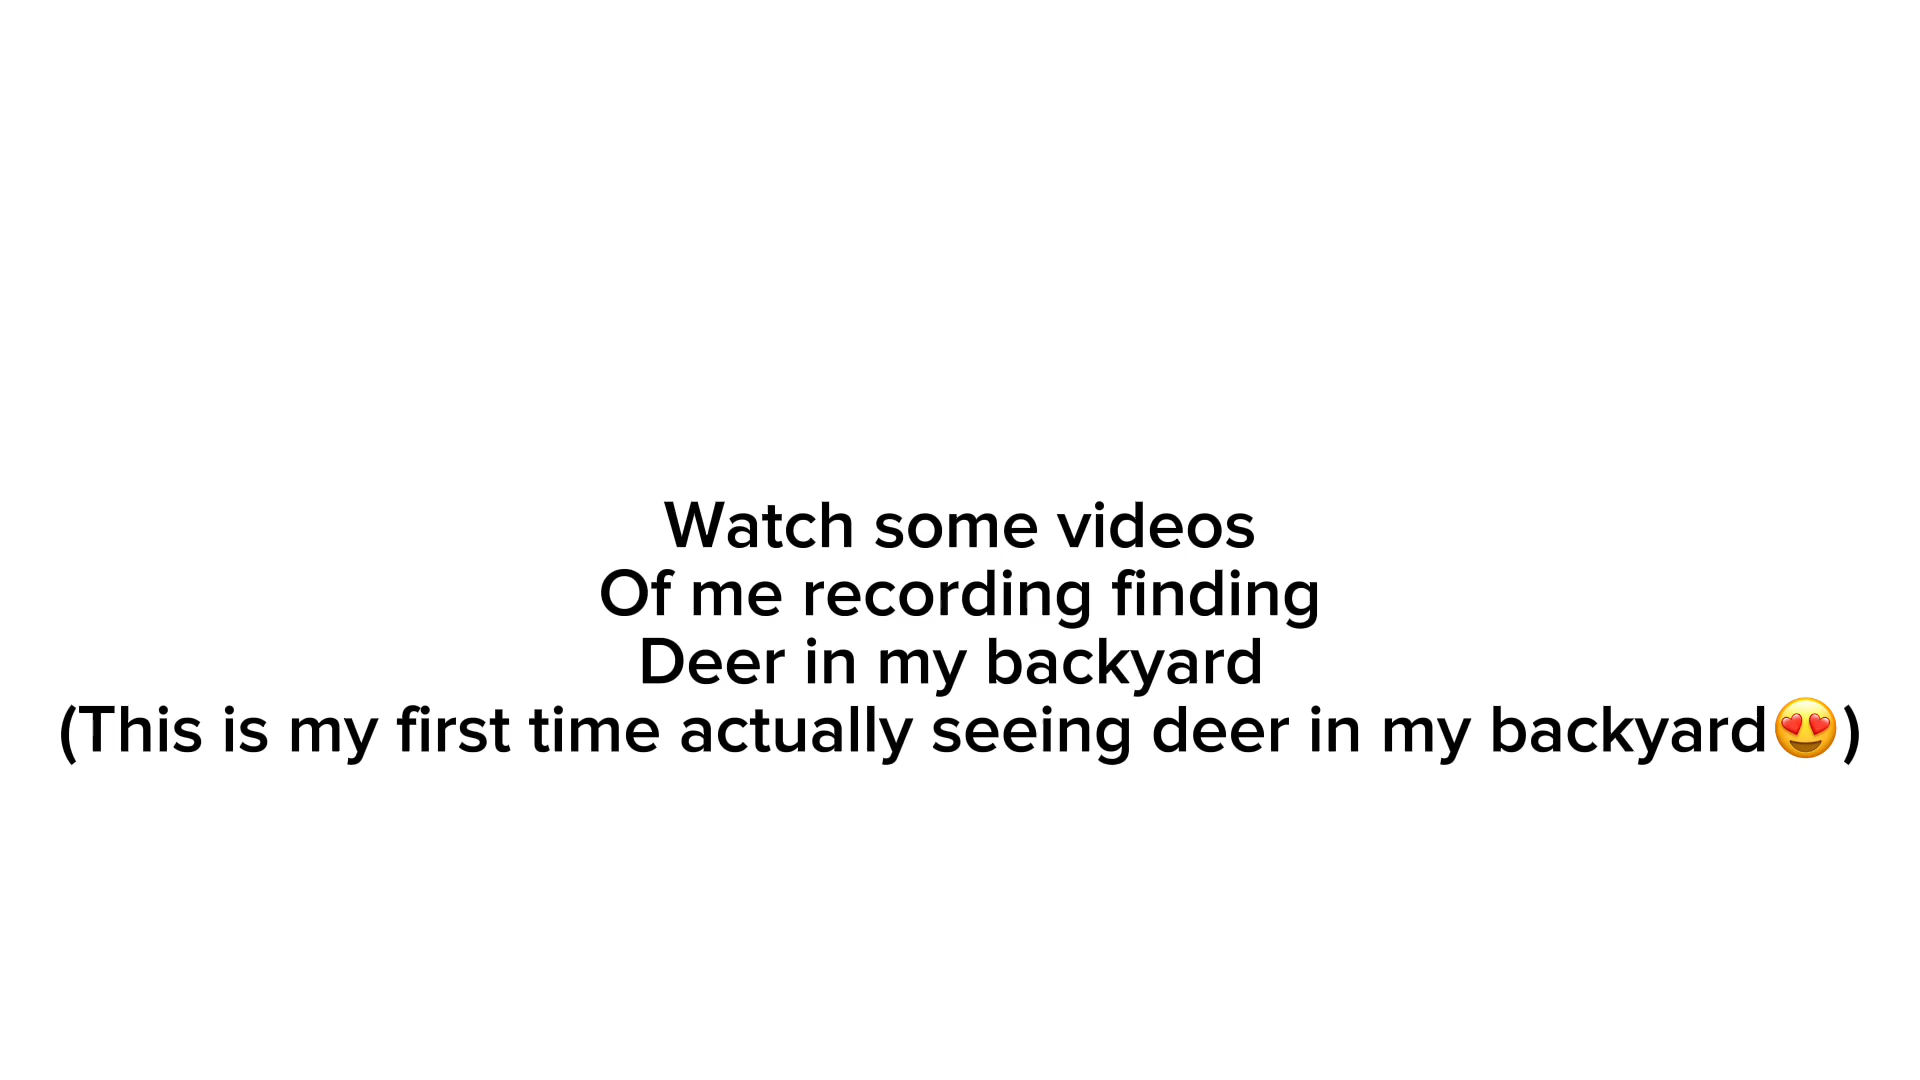 Watch some videos
Of me recording finding
Deer in my backyard
(This is my first time actually seeing deer in my backyard😍)